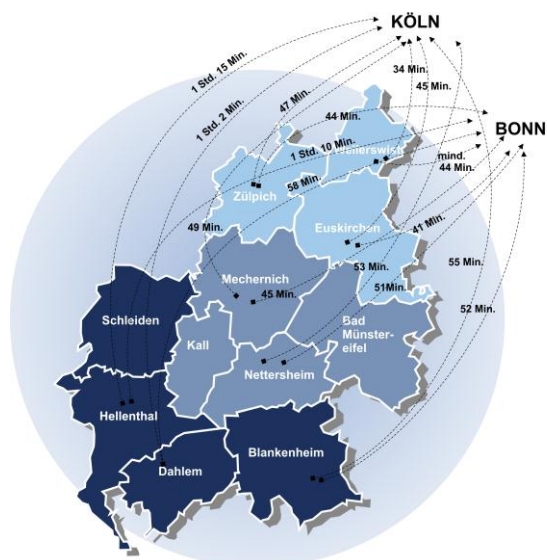 KÖLN
1 Std. 15 Min.
34 Min.
45 Min.
47 Min.
1 Std. 2 Min.
44 Min.
BONN
1 Std. 10 Min.
mind.
44 Min.
58 Min.
Zülpich
Euskirchen
49 Min.
41 Min.
Mechernich
53 Min.
55 Min.
45 Min.
51Min.
52 Min.
Schleiden
Kall
Bad
Münster-
eifel
Nettersheim
Hellenthal
Blankenheim
Dahlem